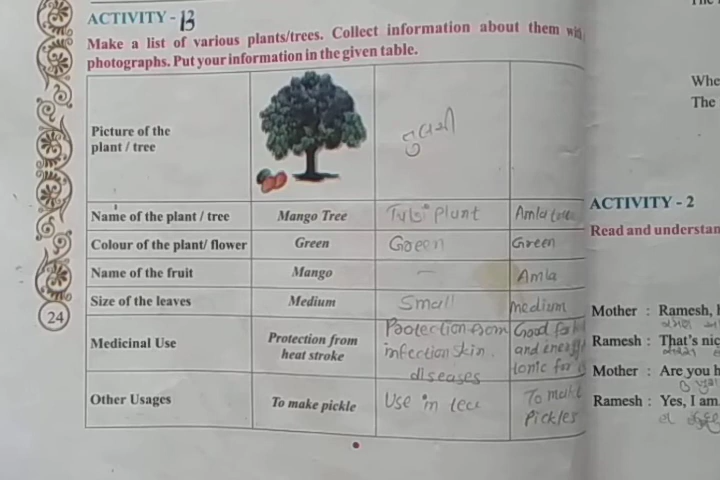 ACTIVITY - 13
Make a list of various plants/trees. Collect information about them
photographs. Put your information in the given table.
Picture of the
plant / tree
તુલસી
Name of the plant / tree Mango Tree Tulsi plant Amla tree
Colour of the plant/ flower Green Green Green
Name of the fruit Mango — Amla
Size of the leaves Medium Small medium
Medicinal Use Protection from
heat stroke
Protection from
infection skin
diseases
Good for
and energy
tonic for
Other Usages To make pickle Use in tea To make
Pickles
24
The
ACTIVITY - 2
Read and understan
Mother : Ramesh,
Ramesh : That's nic
Mother : Are you h
Ramesh : Yes, I am